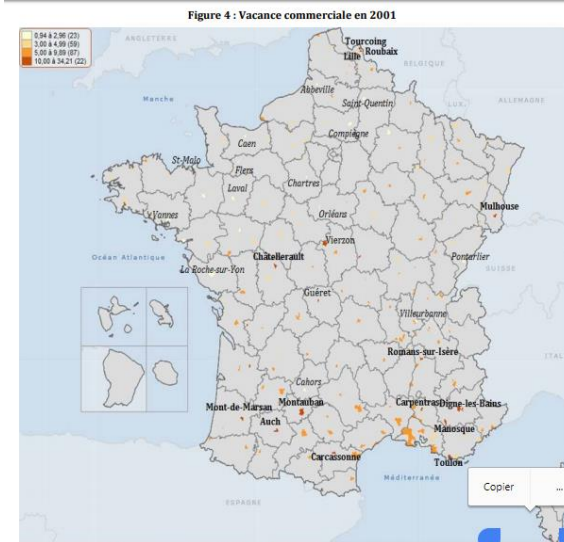 Figure 4 : Vacance commerciale en 2001
0,94 à 2,96 (23)
3,00 à 4,99 (59)
5,00 à 9,89 (87)
10,00 à 34,21 (22)
ANGLETERRE
Tourcoing
Lille Roubaix
BELGIQUE
Abbeville
Manche
Saint-Quentin
LUX.
ALLEMAGNE
Compiègne
Caen
St-Malo
Flers
Laval
Chartres
Mulhouse
Vannes
Orléans
Vierzon
Océan Atlantique
Châtellerault
Pontarlier
La Roche-sur-Yon
SUISSE
Guéret
Villeurbanne
Romans-sur-Isère
ITAL
Cahors
Mont-de-Marsan
Montauban
Carpentras
Digne-les-Bains
Auch
Manosque
Carcassonne
Toulon
Méditerranée
Copier
...
ESPAGNE